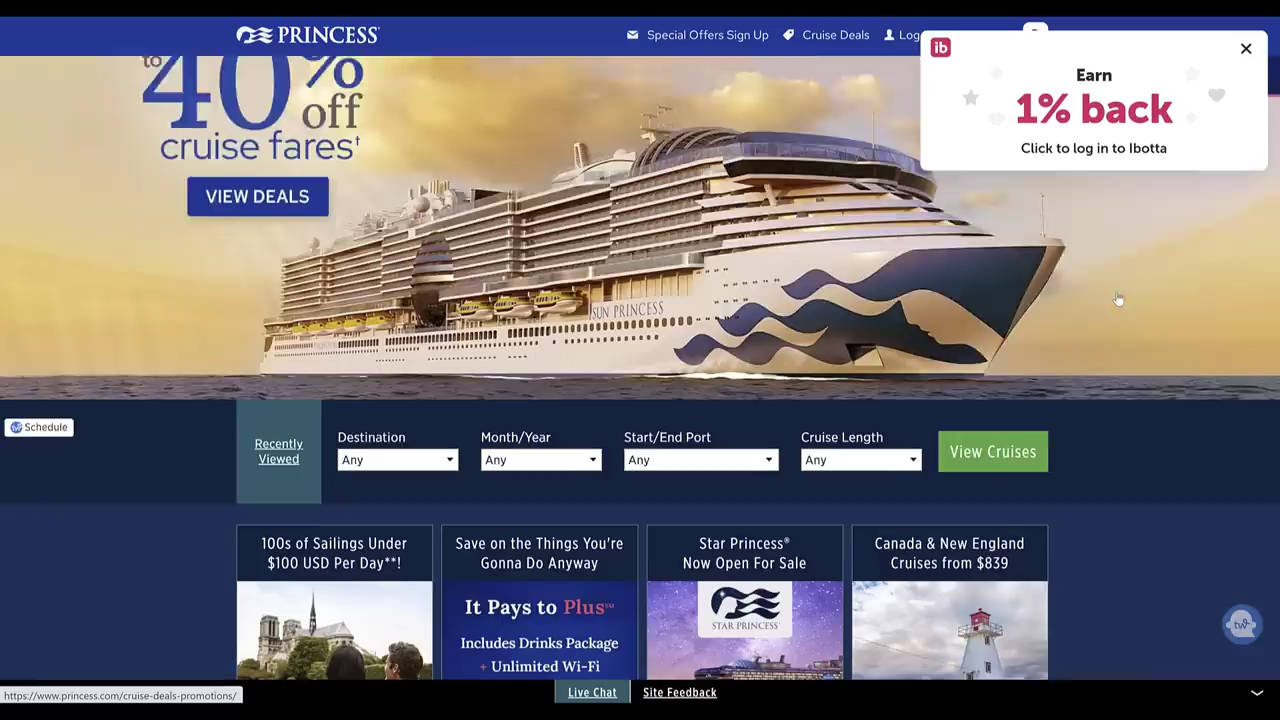 PRINCESS
Special Offers Sign Up
Cruise Deals
Log
ib
Earn
1% back
Click to log in to Ibotta
to
40%
off
cruise fares†
VIEW DEALS
SUN PRINCESS
Schedule
Recently
Viewed
Destination
Any
Month/Year
Any
Start/End Port
Any
Cruise Length
Any
View Cruises
100s of Sailings Under
$100 USD Per Day**!
Save on the Things You're
Gonna Do Anyway
It Pays to Plus℠
Includes Drinks Package
+ Unlimited Wi-Fi
Star Princess®
Now Open For Sale
STAR PRINCESS
Canada & New England
Cruises from $839
https://www.princess.com/cruise-deals-promotions/
Live Chat
Site Feedback